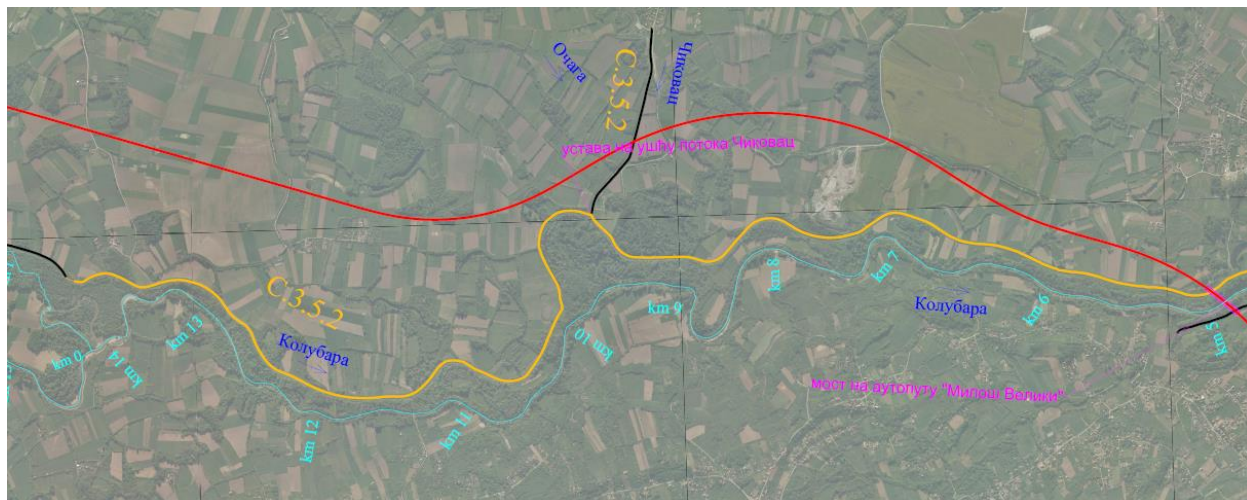 Очага
С.3.5.2
Чиковац
устава на ушћу потока Чиковац
С.3.5.2
Колубара
km 0
km 14
km 13
km 12
km 11
km 10
km 9
km 8
km 7
Колубара
km 6
km 5
мост на аутопуту "Милош Велики"